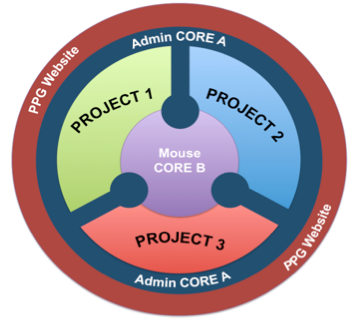 Admin CORE A
PPG Website
PROJECT 1
PROJECT 2
Mouse
CORE B
PROJECT 3
PPG Website
Admin CORE A